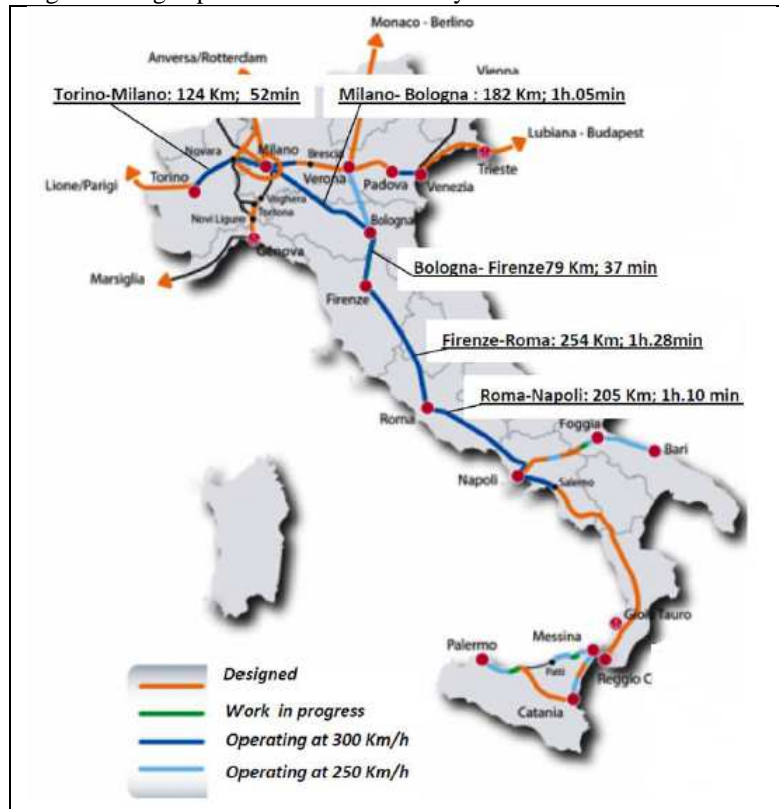 Monaco - Berlino
Anversa/Rotterdam
Vienna
Torino-Milano: 124 Km; 52min
Milano- Bologna : 182 Km; 1h.05min
Lubiana - Budapest
Novara
Milano
Brescia
Verona
Padova
Venezia
Trieste
Lione/Parigi
Torino
Voghera
Tortona
Novi Ligure
Genova
Bologna
Marsiglia
Bologna- Firenze79 Km; 37 min
Firenze
Firenze-Roma: 254 Km; 1h.28min
Roma-Napoli: 205 Km; 1h.10 min
Roma
Foggia
Bari
Napoli
Salerno
Gioia Tauro
Messina
Palermo
Patti
Reggio C
Catania
Designed
Work in progress
Operating at 300 Km/h
Operating at 250 Km/h